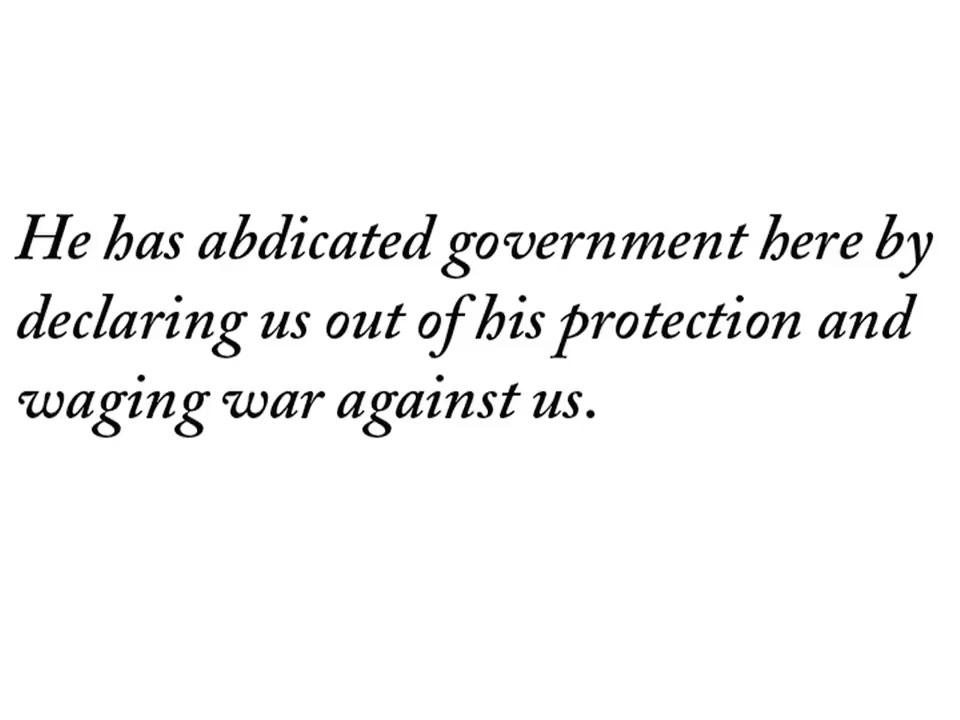 He has abdicated government here by
declaring us out of his protection and
waging war against us.